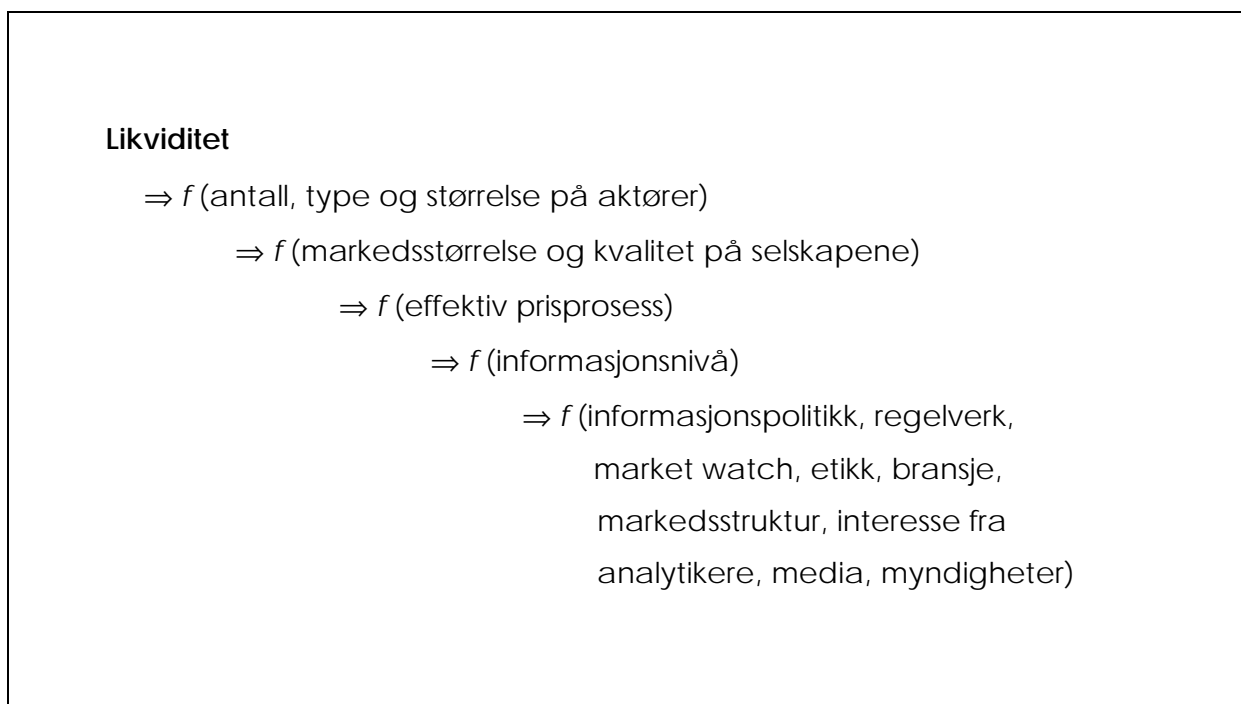 Likviditet
⇒ f (antall, type og størrelse på aktører)
⇒ f (markedsstørrelse og kvalitet på selskapene)
⇒ f (effektiv prisprosess)
⇒ f (informasjonsnivå)
⇒ f (informasjonspolitikk, regelverk,
market watch, etikk, bransje,
markedsstruktur, interesse fra
analytikere, media, myndigheter)